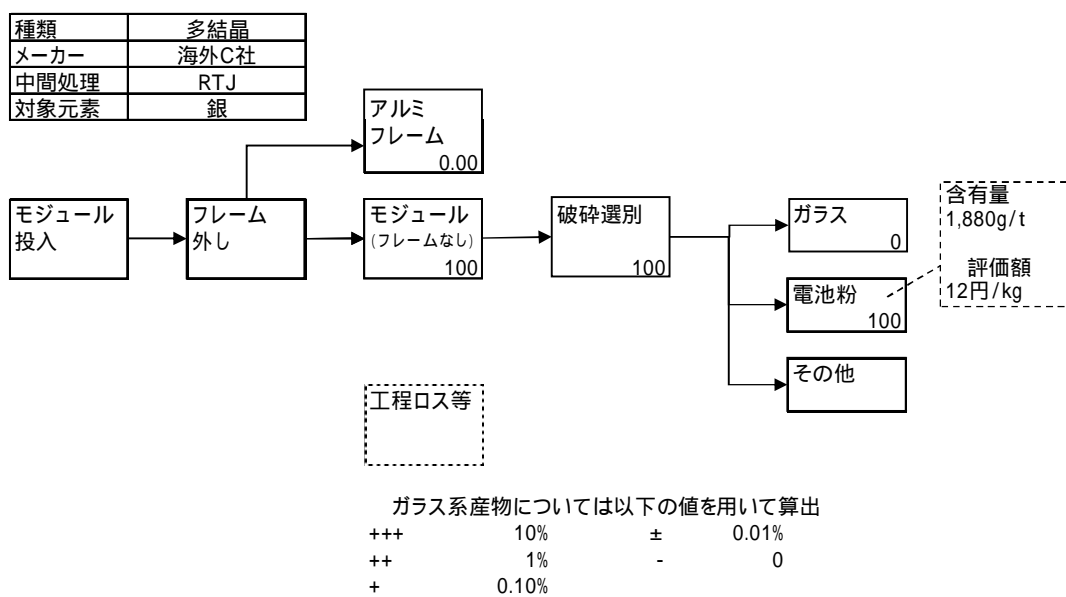 種類 多結晶
メーカー 海外C社
中間処理 RTJ
対象元素 銀
アルミ
フレーム
0.00
モジュール
投入
フレーム
外し
モジュール
(フレームなし)
100
破砕選別
100
ガラス
0
電池粉
100
その他
含有量
1,880g/t
評価額
12円/kg
工程ロス等
ガラス系産物については以下の値を用いて算出
+++ 10% ± 0.01%
++ 1% - 0
+ 0.10%